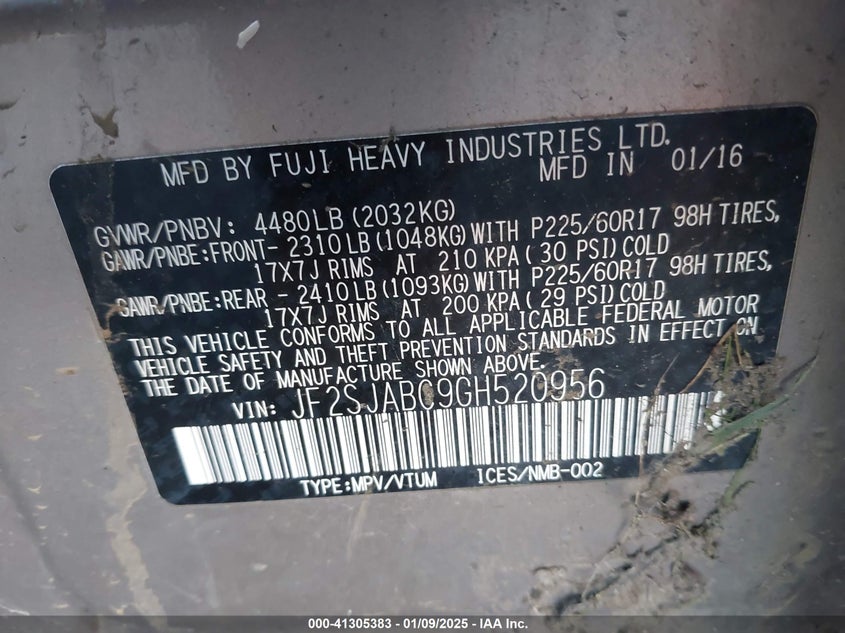 MFD BY FUJI HEAVY INDUSTRIES LTD.
MFD IN 01/16
GVWR/PNBV: 4480LB (2032KG)
GAWR/PNBE:FRONT- 2310LB (1048KG) WITH P225/60R17 98H TIRES,
17X7J RIMS AT 210 KPA (30 PSI) COLD
GAWR/PNBE:REAR - 2410LB (1093KG) WITH P225/60R17 98H TIRES,
17X7J RIMS AT 200 KPA (29 PSI) COLD
THIS VEHICLE CONFORMS TO ALL APPLICABLE FEDERAL MOTOR
VEHICLE SAFETY AND THEFT PREVENTION STANDARDS IN EFFECT ON
THE DATE OF MANUFACTURE SHOWN ABOVE.
VIN: JF2SJABC9GH520956
TYPE:MPV/VTUM ICES/NMB-002
000-41305383 - 01/09/2025 - IAA Inc.